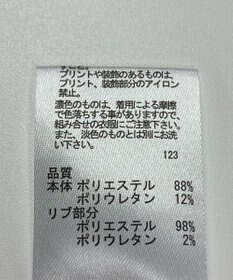 すこと。
プリントや装飾のあるものは、
プリント、装飾部分のアイロン
禁止。
濃色のものは、着用による摩擦
で色落ちする事がありますので、
組み合せの衣服にご注意下さい。
また、淡色のものとは別にお洗
い下さい。
123
品質
本体 ポリエステル 88%
ポリウレタン 12%
リブ部分
ポリエステル 98%
ポリウレタン 2%